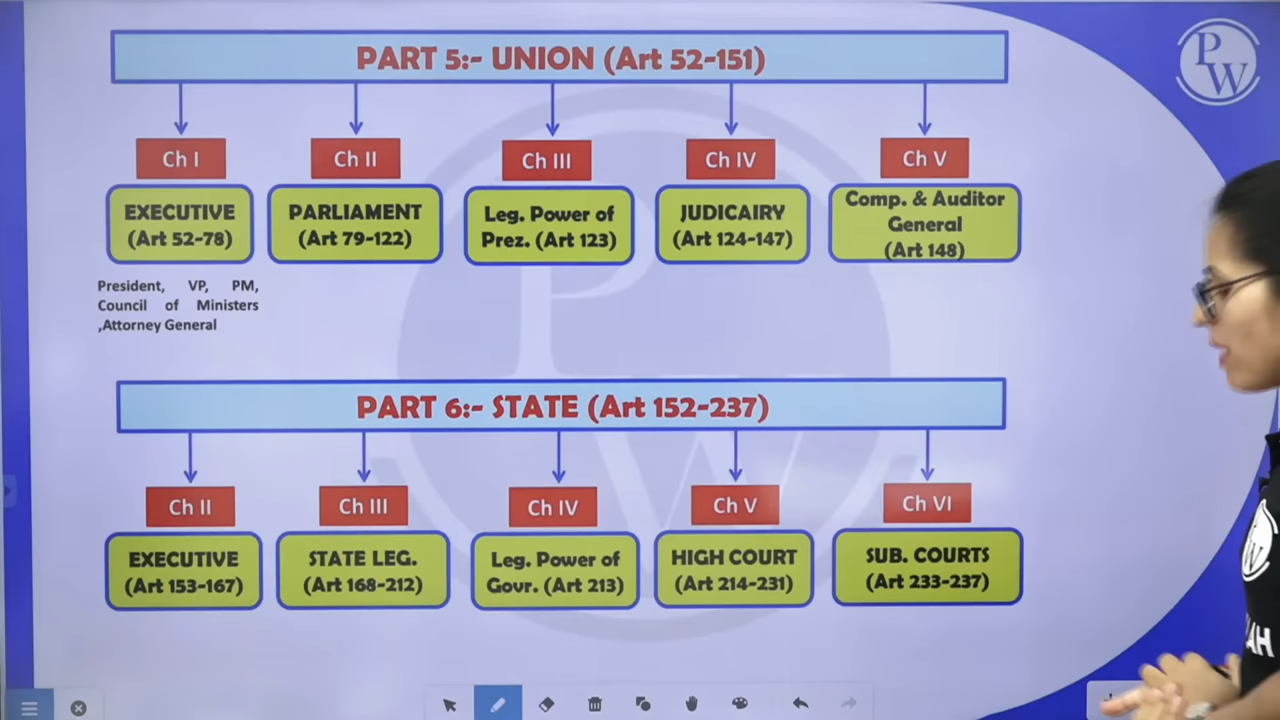 PART 5:- UNION (Art 52-151)
PW
Ch I
Ch II
Ch III
Ch IV
Ch V
EXECUTIVE
(Art 52-78)
PARLIAMENT
(Art 79-122)
Leg. Power of
Prez. (Art 123)
JUDICAIRY
(Art 124-147)
Comp. & Auditor
General
(Art 148)
President, VP, PM,
Council of Ministers
,Attorney General
PART 6:- STATE (Art 152-237)
Ch II
Ch III
Ch IV
Ch V
Ch VI
EXECUTIVE
(Art 153-167)
STATE LEG.
(Art 168-212)
Leg. Power of
Govr. (Art 213)
HIGH COURT
(Art 214-231)
SUB. COURTS
(Art 233-237)
W
AH